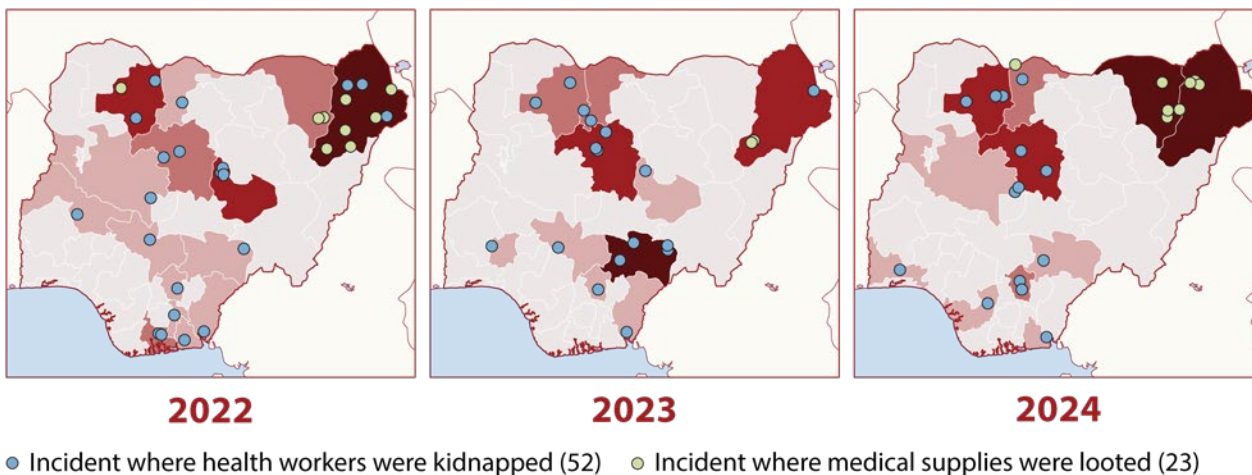 2022
2023
2024
Incident where health workers were kidnapped (52)
Incident where medical supplies were looted (23)